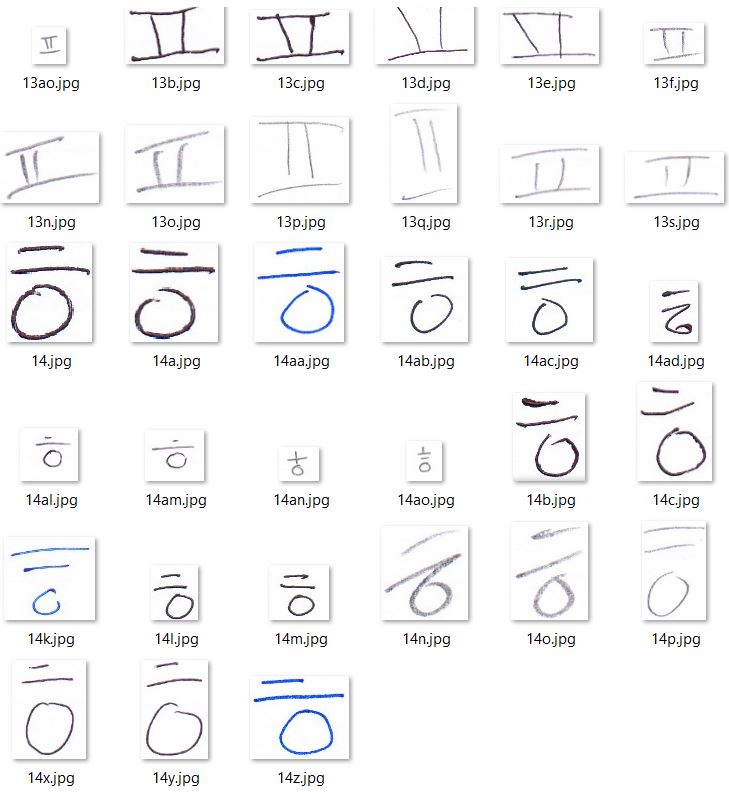 13ao.jpg 13b.jpg 13c.jpg 13d.jpg 13e.jpg 13f.jpg
13n.jpg 13o.jpg 13p.jpg 13q.jpg 13r.jpg 13s.jpg
14.jpg 14a.jpg 14aa.jpg 14ab.jpg 14ac.jpg 14ad.jpg
14al.jpg 14am.jpg 14an.jpg 14ao.jpg 14b.jpg 14c.jpg
14k.jpg 14l.jpg 14m.jpg 14n.jpg 14o.jpg 14p.jpg
14x.jpg 14y.jpg 14z.jpg